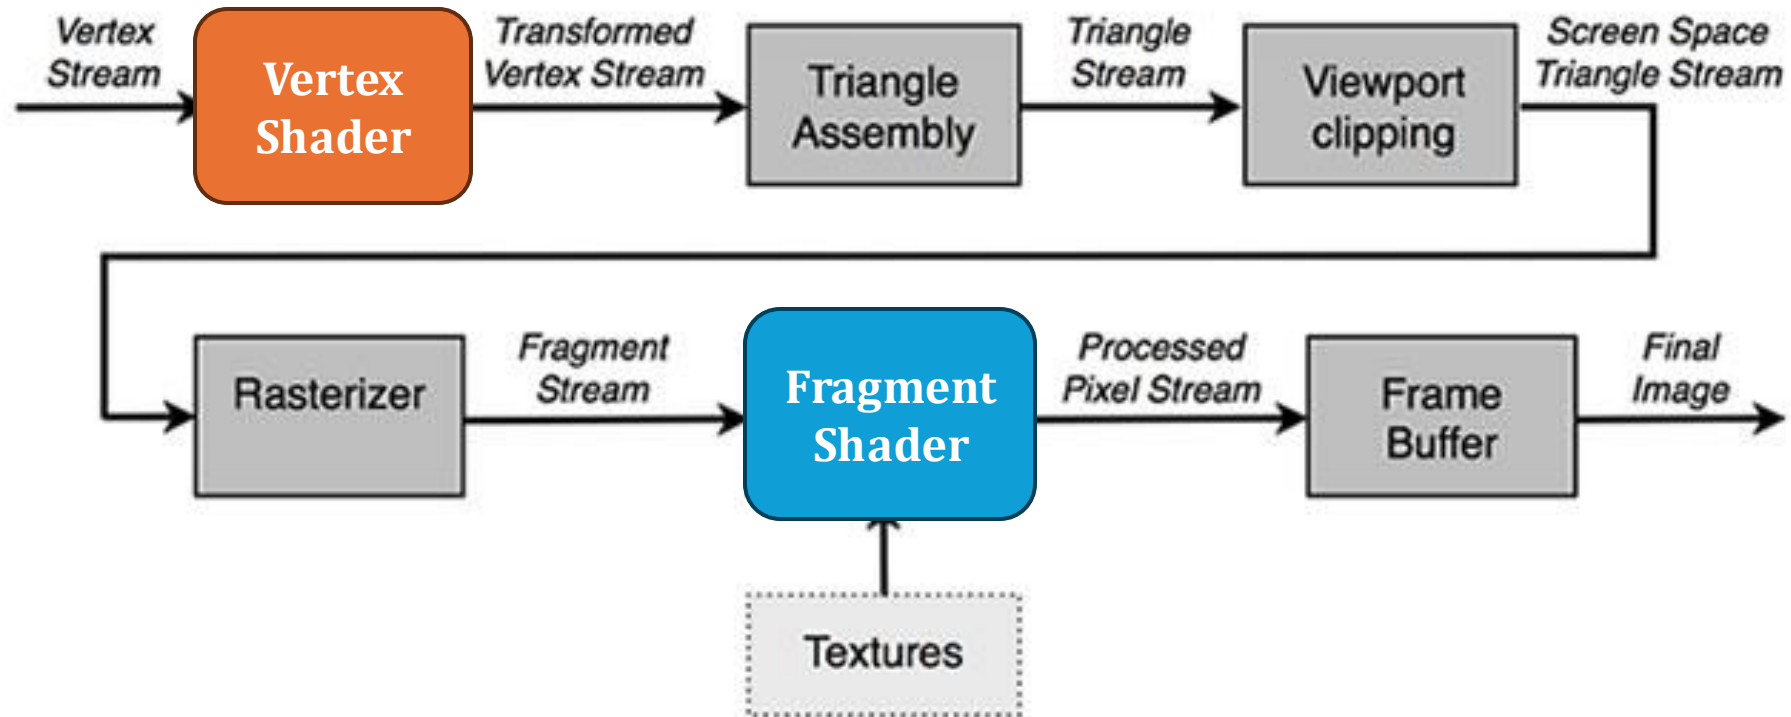 Vertex
Stream
Vertex
Shader
Transformed
Vertex Stream
Triangle
Assembly
Triangle
Stream
Viewport
clipping
Screen Space
Triangle Stream
Rasterizer
Fragment
Stream
Fragment
Shader
Processed
Pixel Stream
Frame
Buffer
Final
Image
Textures